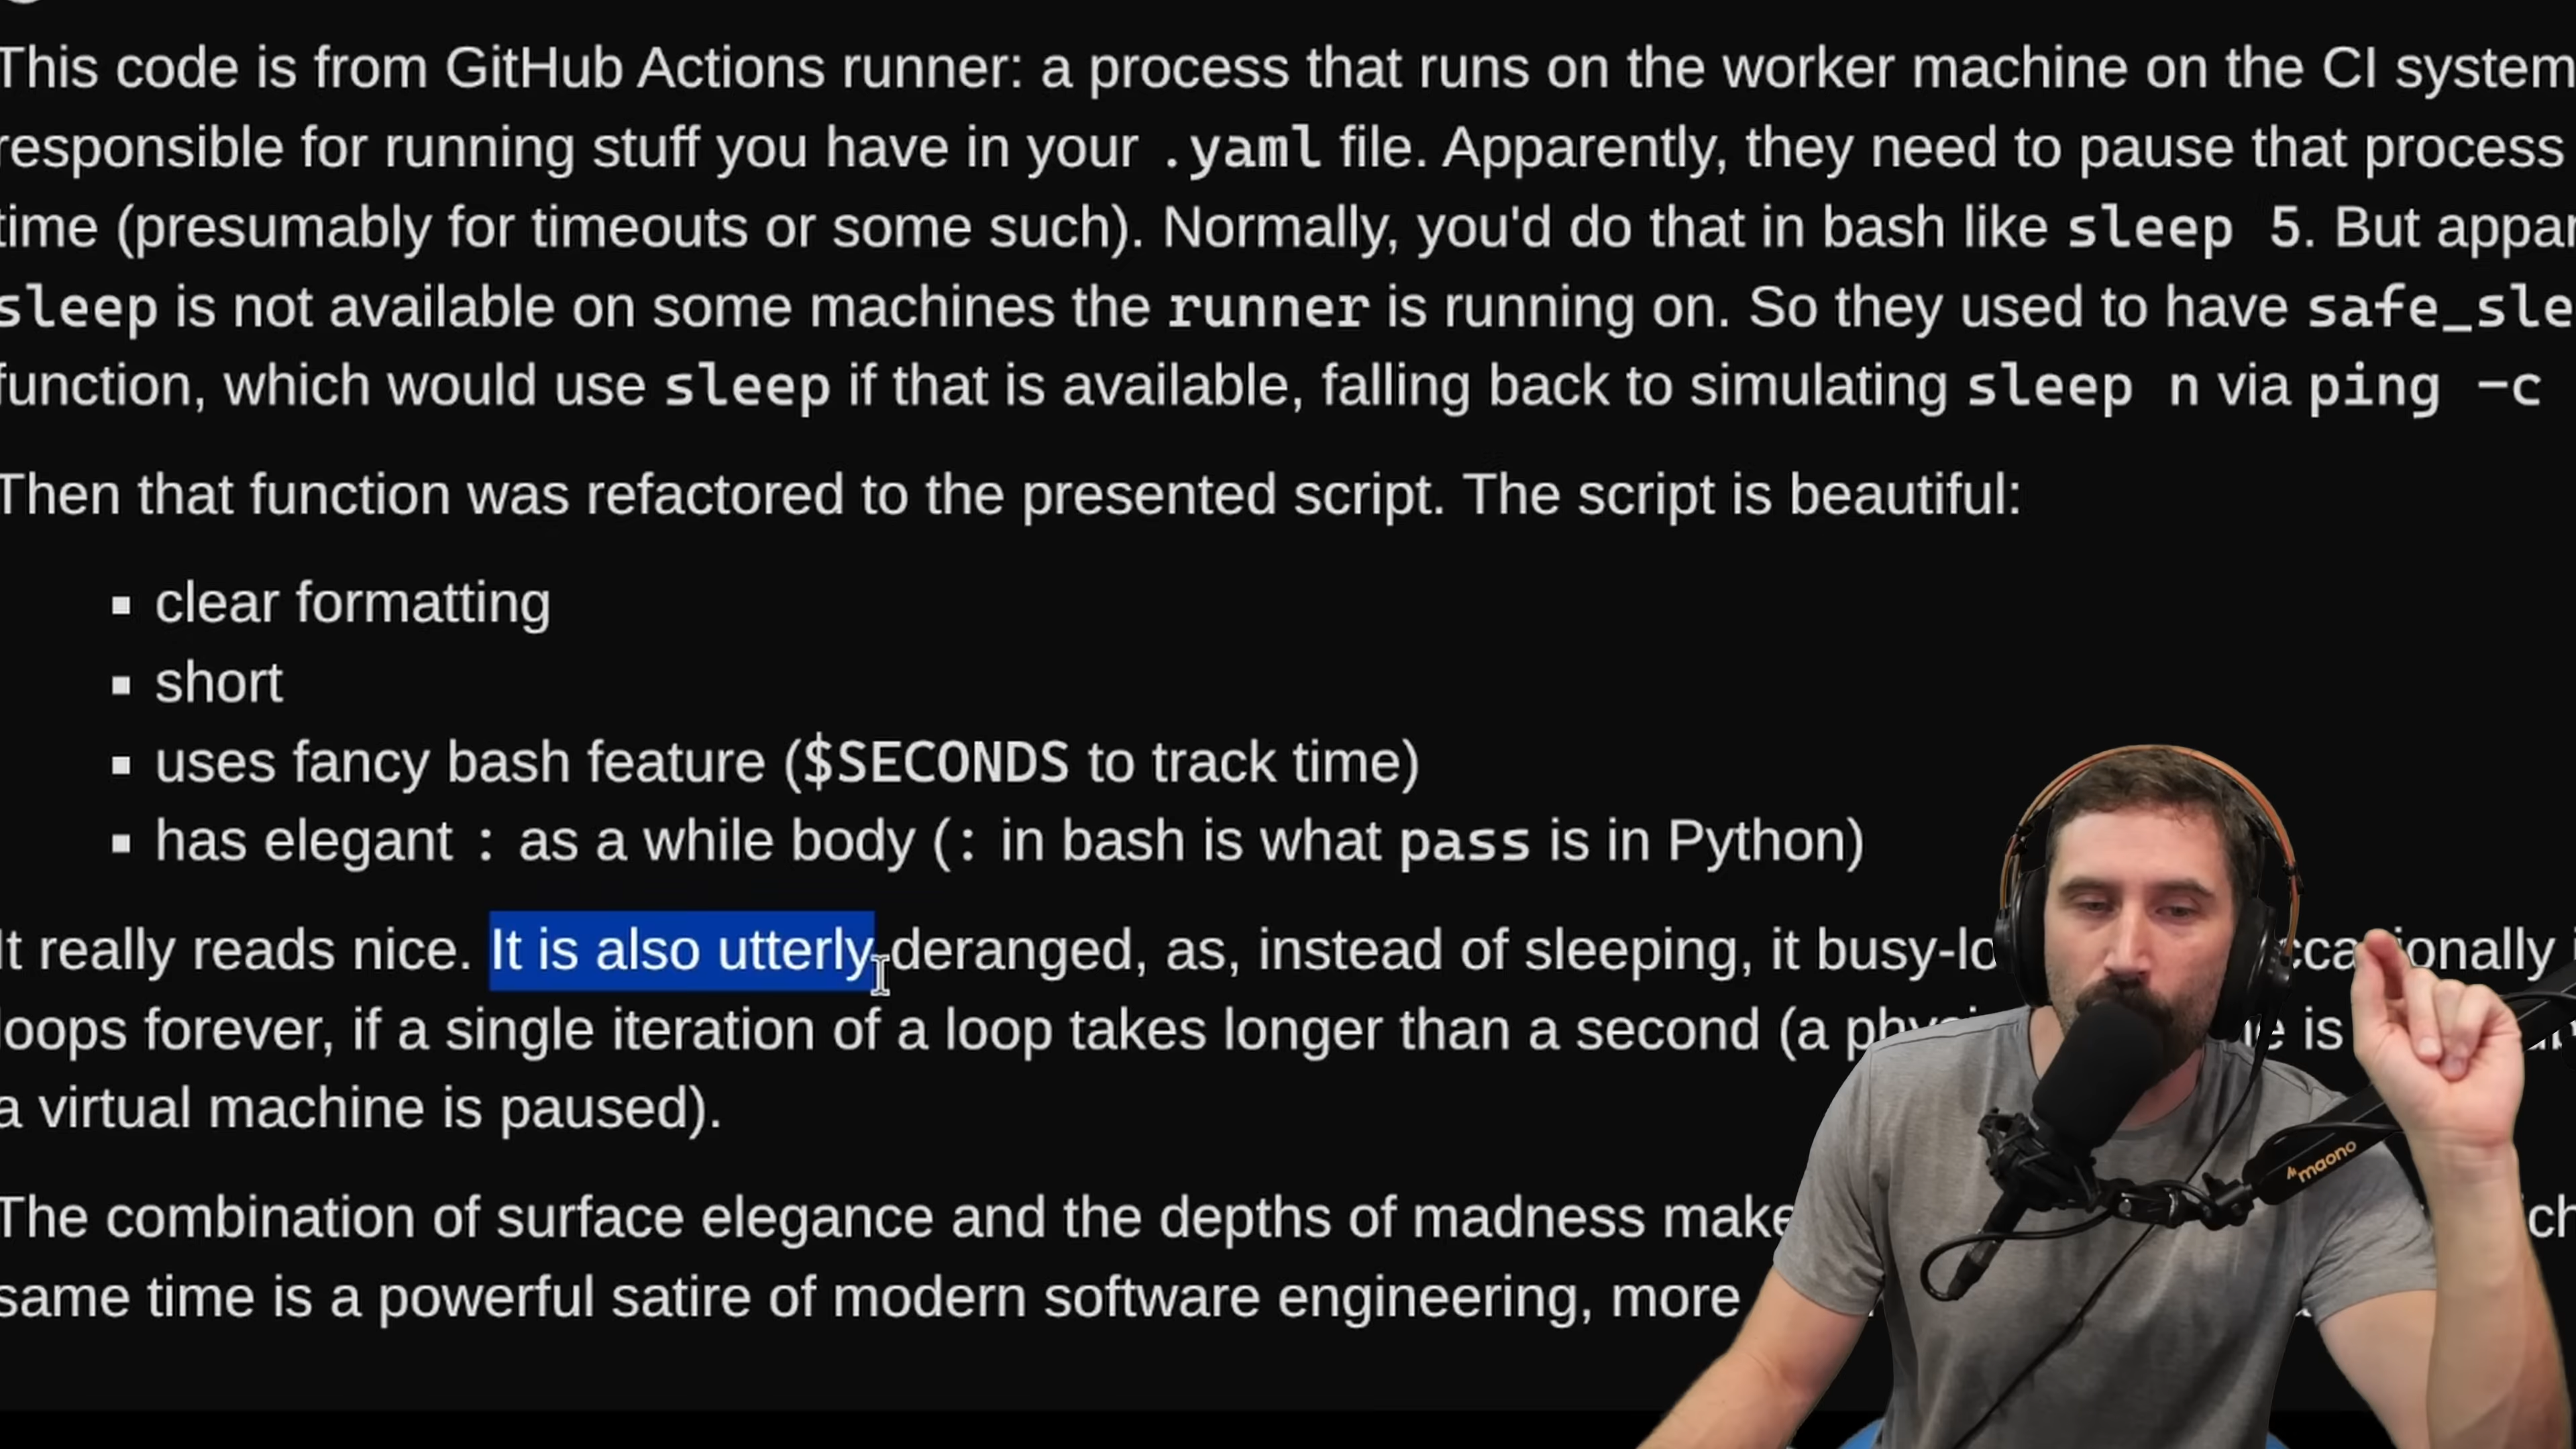 This code is from GitHub Actions runner: a process that runs on the worker machine on the CI system
responsible for running stuff you have in your .yaml file. Apparently, they need to pause that process
time (presumably for timeouts or some such). Normally, you'd do that in bash like sleep 5. But appar
sleep is not available on some machines the runner is running on. So they used to have safe_sle
function, which would use sleep if that is available, falling back to simulating sleep n via ping -c
Then that function was refactored to the presented script. The script is beautiful:
▪ clear formatting
▪ short
▪ uses fancy bash feature ($SECONDS to track time)
▪ has elegant : as a while body (: in bash is what pass is in Python)
It really reads nice. It is also utterly deranged, as, instead of sleeping, it busy-lo ionally
loops forever, if a single iteration of a loop takes longer than a second (a is
a virtual machine is paused).
The combination of surface elegance and the depths of madness make
same time is a powerful satire of modern software engineering, more
maono